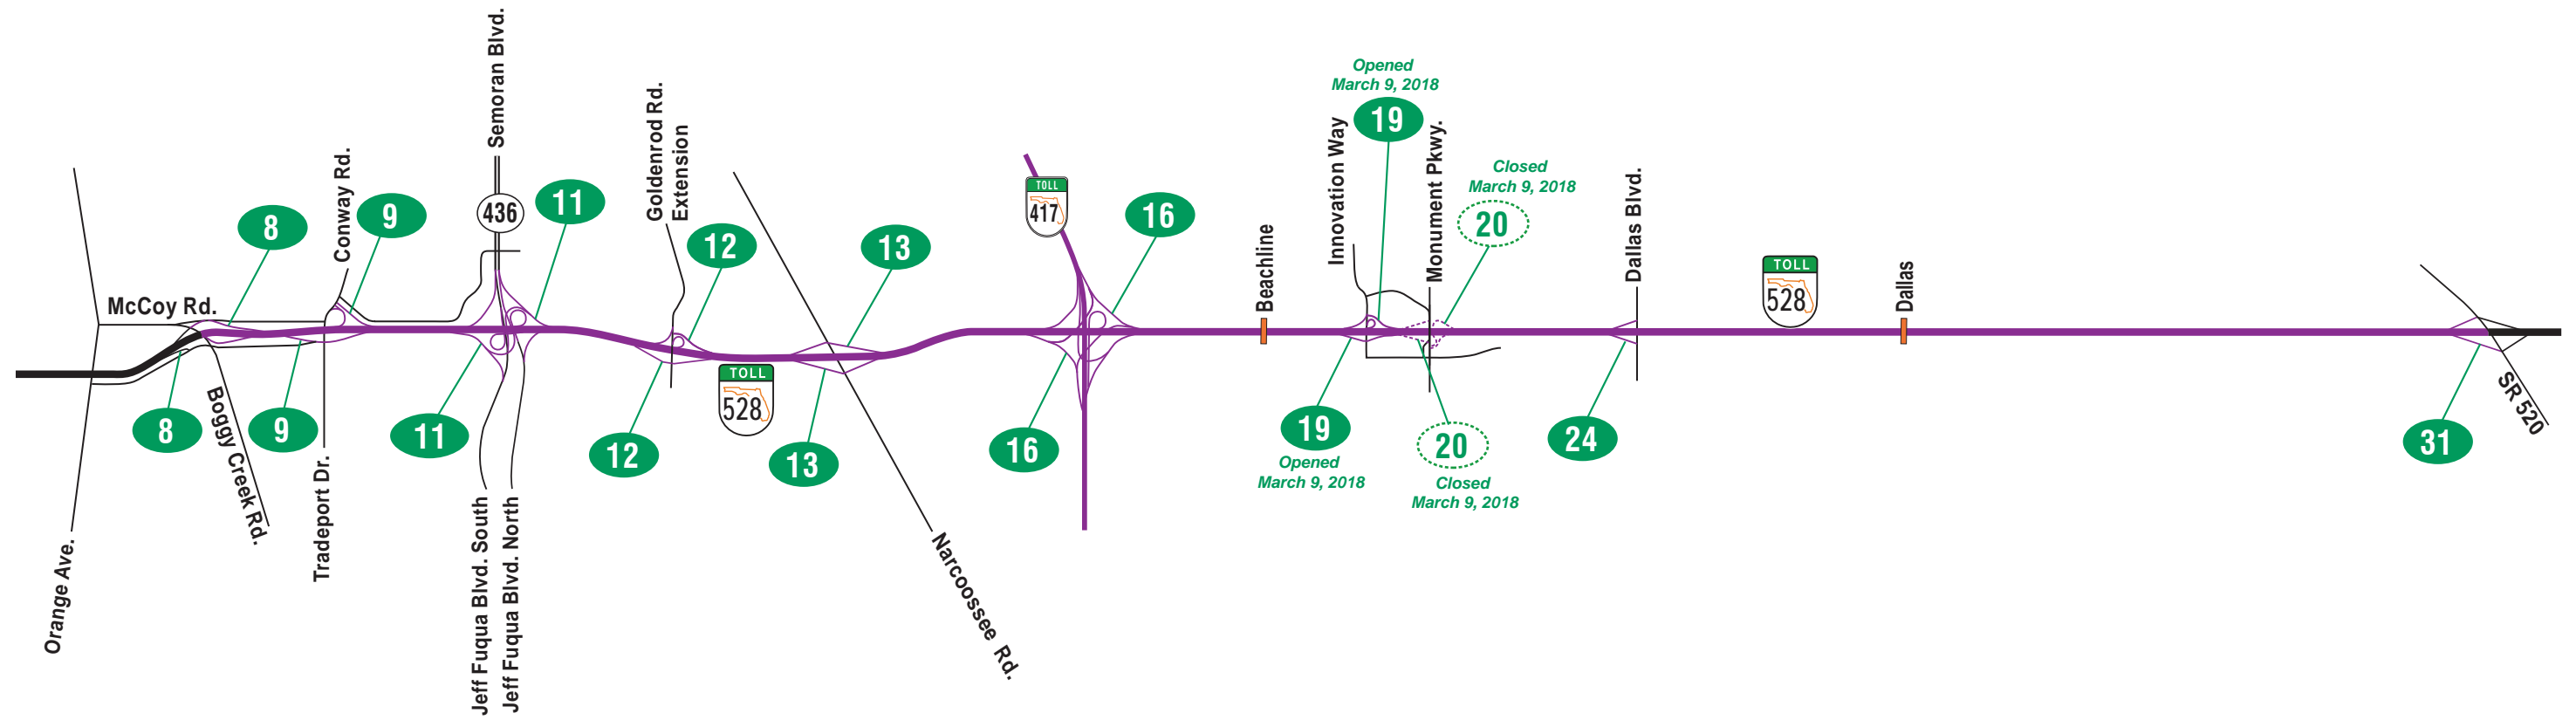 Semoran Blvd.
436
11
Conway Rd.
8
9
McCoy Rd.
8
Boggy Creek Rd.
9
Tradeport Dr.
Orange Ave.
11
Jeff Fuqua Blvd. South
Jeff Fuqua Blvd. North
Goldenrod Rd.
Extension
12
12
TOLL
528
13
13
Narcoossee Rd.
TOLL
417
16
16
Beachline
Innovation Way
Opened
March 9, 2018
19
Monument Pkwy.
Closed
March 9, 2018
20
19
Opened
March 9, 2018
20
Closed
March 9, 2018
Dallas Blvd.
24
TOLL
528
Dallas
31
SR 520